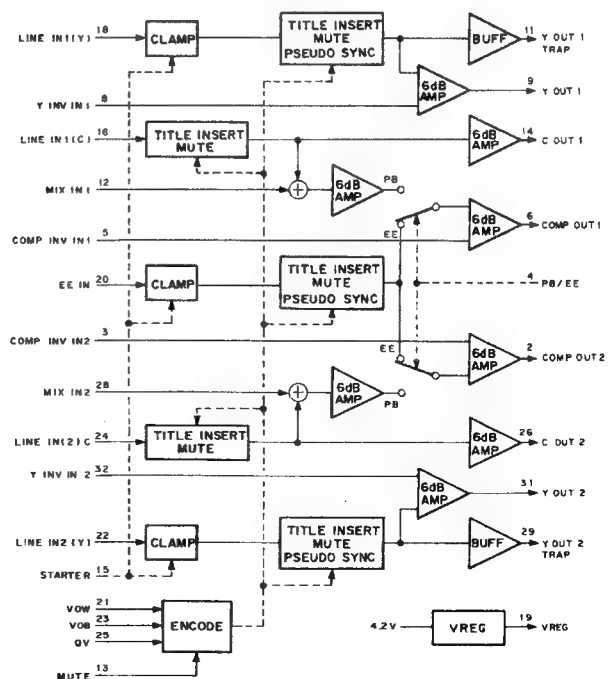 LINE IN1(Y) 18
CLAMP
TITLE INSERT
MUTE
PSEUDO SYNC
BUFF
11 Y OUT 1
TRAP
6dB
AMP
9 Y OUT 1
Y INV IN1 8
LINE IN1(C) 16
TITLE INSERT
MUTE
6dB
AMP
14 C OUT 1
MIX IN1 12
6dB
AMP
PB
COMP INV IN1 5
EE
6dB
AMP
6 COMP OUT 1
EE IN 20
CLAMP
TITLE INSERT
MUTE
PSEUDO SYNC
4 PB/EE
COMP INV IN2 3
EE
6dB
AMP
2 COMP OUT2
MIX IN2 28
6dB
AMP
PB
LINE IN(2)C 24
TITLE INSERT
MUTE
6dB
AMP
26 C OUT 2
Y INV IN 2 32
6dB
AMP
31 Y OUT 2
LINE IN2(Y) 22
CLAMP
TITLE INSERT
MUTE
PSEUDO SYNC
BUFF
29 Y OUT 2
TRAP
STARTER 15
VOW 21
VOB 23
QV 25
ENCODE
MUTE 13
4.2V
VREG
19 VREG